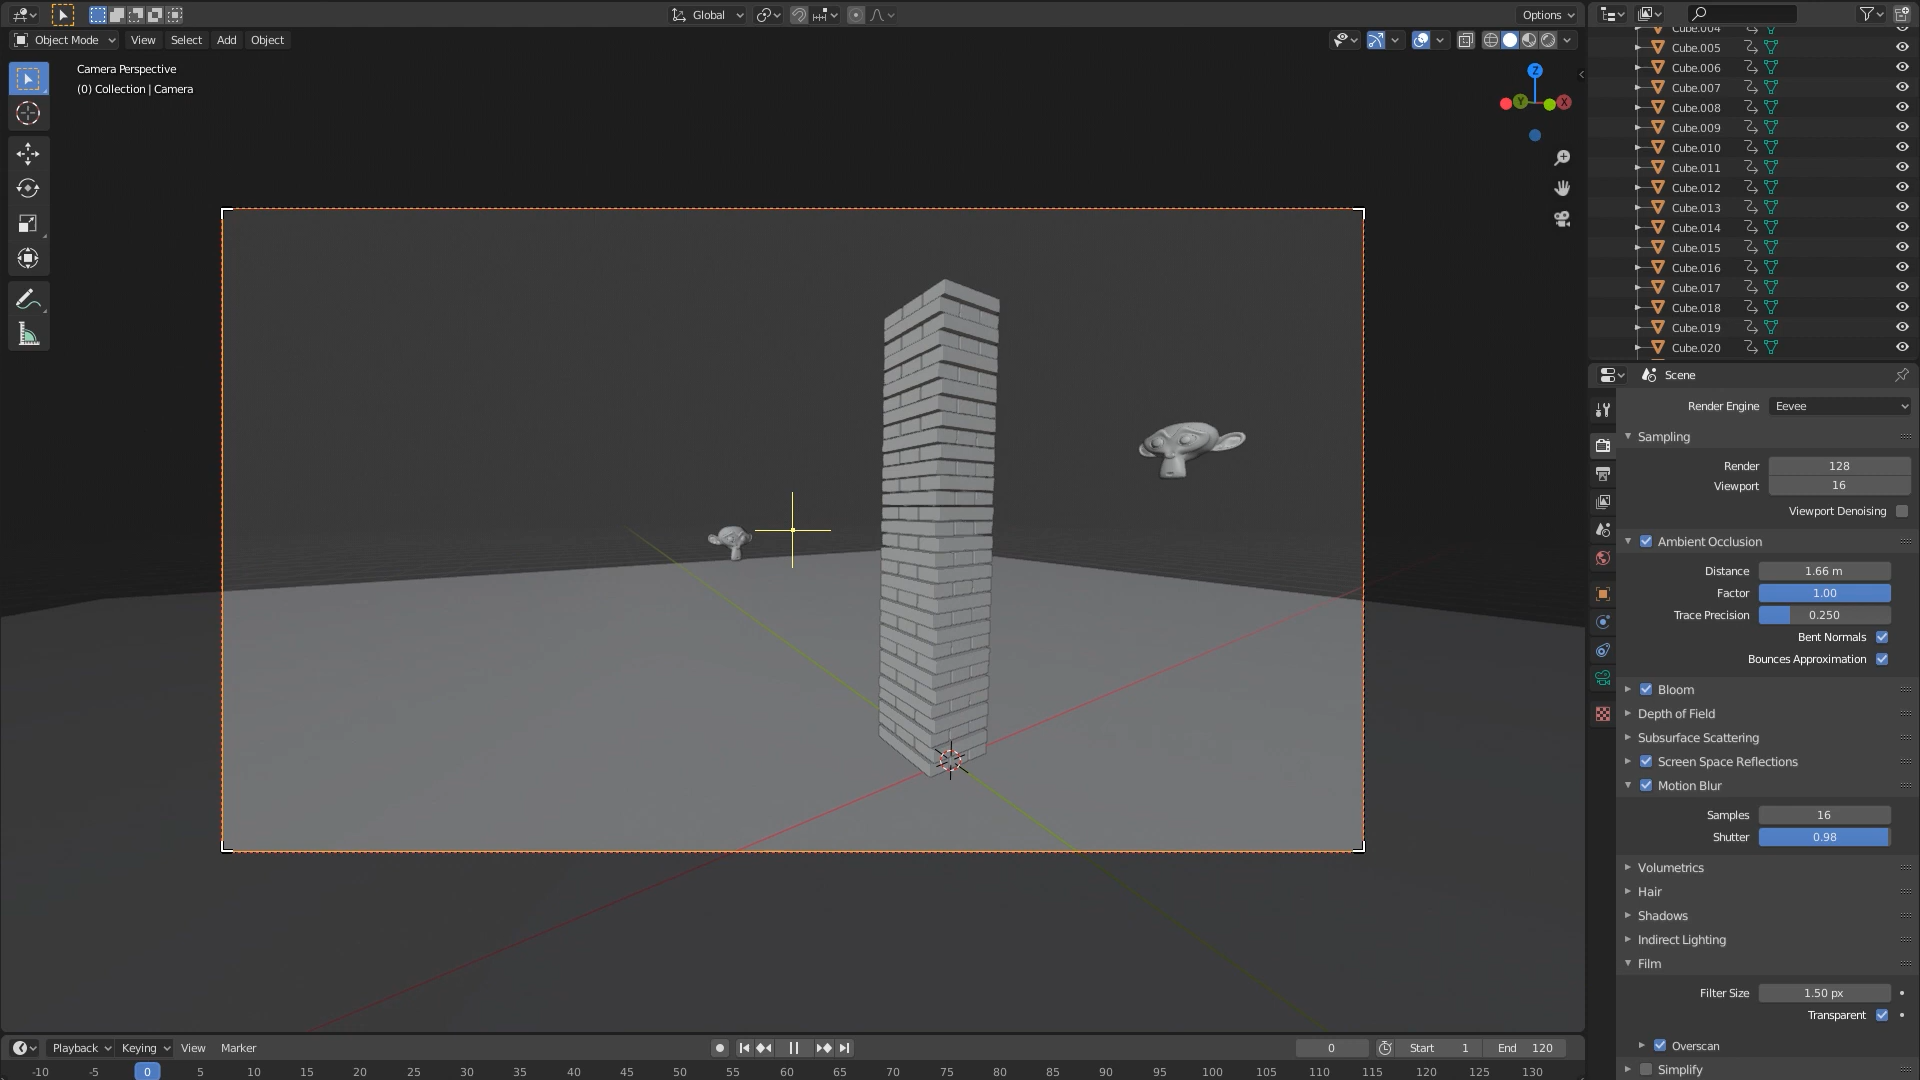 Global
Options
Object Mode
View
Select
Add
Object
Camera Perspective
(0) Collection | Camera
Z
Y
X
Cube.004
Cube.005
Cube.006
Cube.007
Cube.008
Cube.009
Cube.010
Cube.011
Cube.012
Cube.013
Cube.014
Cube.015
Cube.016
Cube.017
Cube.018
Cube.019
Cube.020
Scene
Render Engine Eevee
Sampling
Render 128
Viewport 16
Viewport Denoising
Ambient Occlusion
Distance 1.66 m
Factor 1.00
Trace Precision 0.250
Bent Normals
Bounces Approximation
Bloom
Depth of Field
Subsurface Scattering
Screen Space Reflections
Motion Blur
Samples 16
Shutter 0.98
Volumetrics
Hair
Shadows
Indirect Lighting
Film
Filter Size 1.50 px
Transparent
Overscan
Simplify
Playback Keying View Marker 0 Start 1 End 120
-10 -5 0 5 10 15 20 25 30 35 40 45 50 55 60 65 70 75 80 85 90 95 100 105 110 115 120 125 130